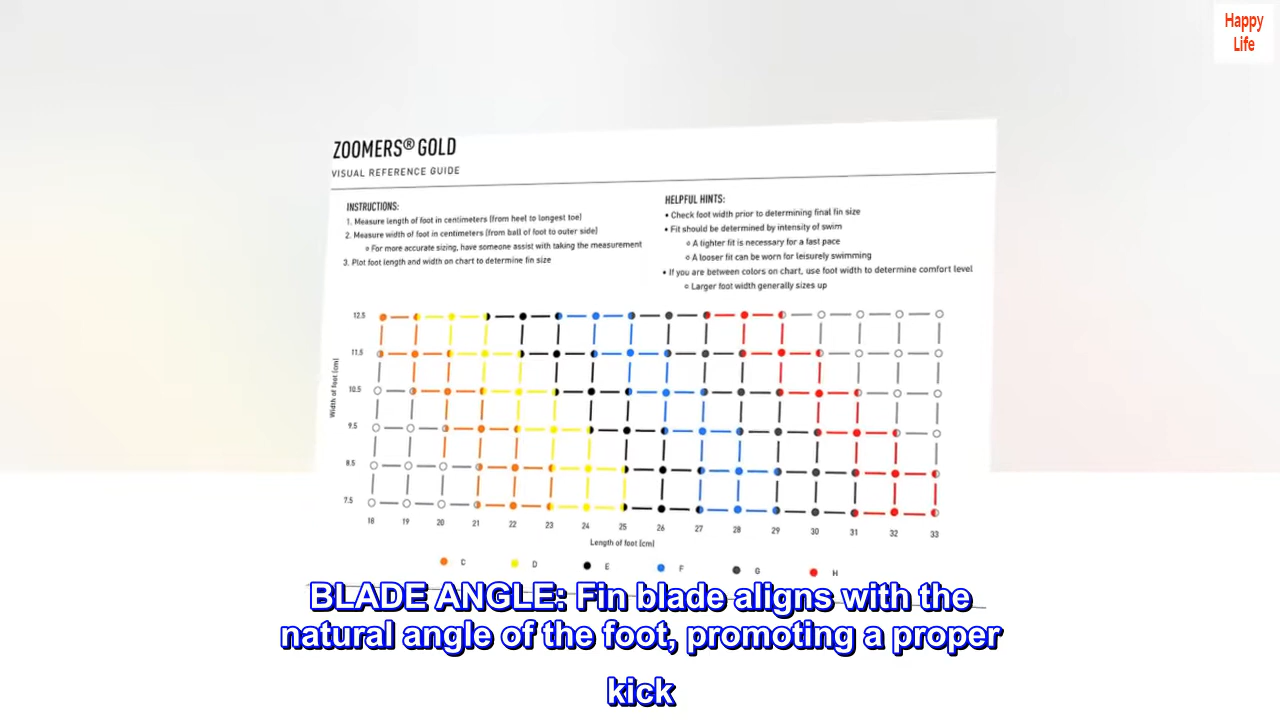 Happy
Life
ZOOMERS® GOLD
VISUAL REFERENCE GUIDE
INSTRUCTIONS:
1. Measure length of foot in centimeters (from heel to longest toe)
2. Measure width of foot in centimeters (from ball of foot to outer side)
o For more accurate sizing, have someone assist with taking the measurement
3. Plot foot length and width on chart to determine fin size
HELPFUL HINTS:
• Check foot width prior to determining final fin size
• Fit should be determined by intensity of swim
o A tighter fit is necessary for a fast pace
o A looser fit can be worn for leisurely swimming
• If you are between colors on chart, use foot width to determine comfort level
o Larger foot width generally sizes up
Width of foot (cm)
12.5
11.5
10.5
9.5
8.5
7.5
18 19 20 21 22 23 24 25 26 27 28 29 30 31 32 33
Length of foot (cm)
C D E F G H
BLADE ANGLE: Fin blade aligns with the
natural angle of the foot, promoting a proper
kick